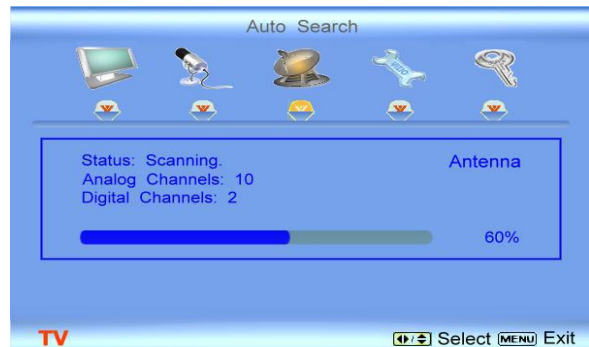 Auto Search
Status: Scanning.
Antenna
Analog Channels: 10
Digital Channels: 2
60%
TV
Select MENU Exit